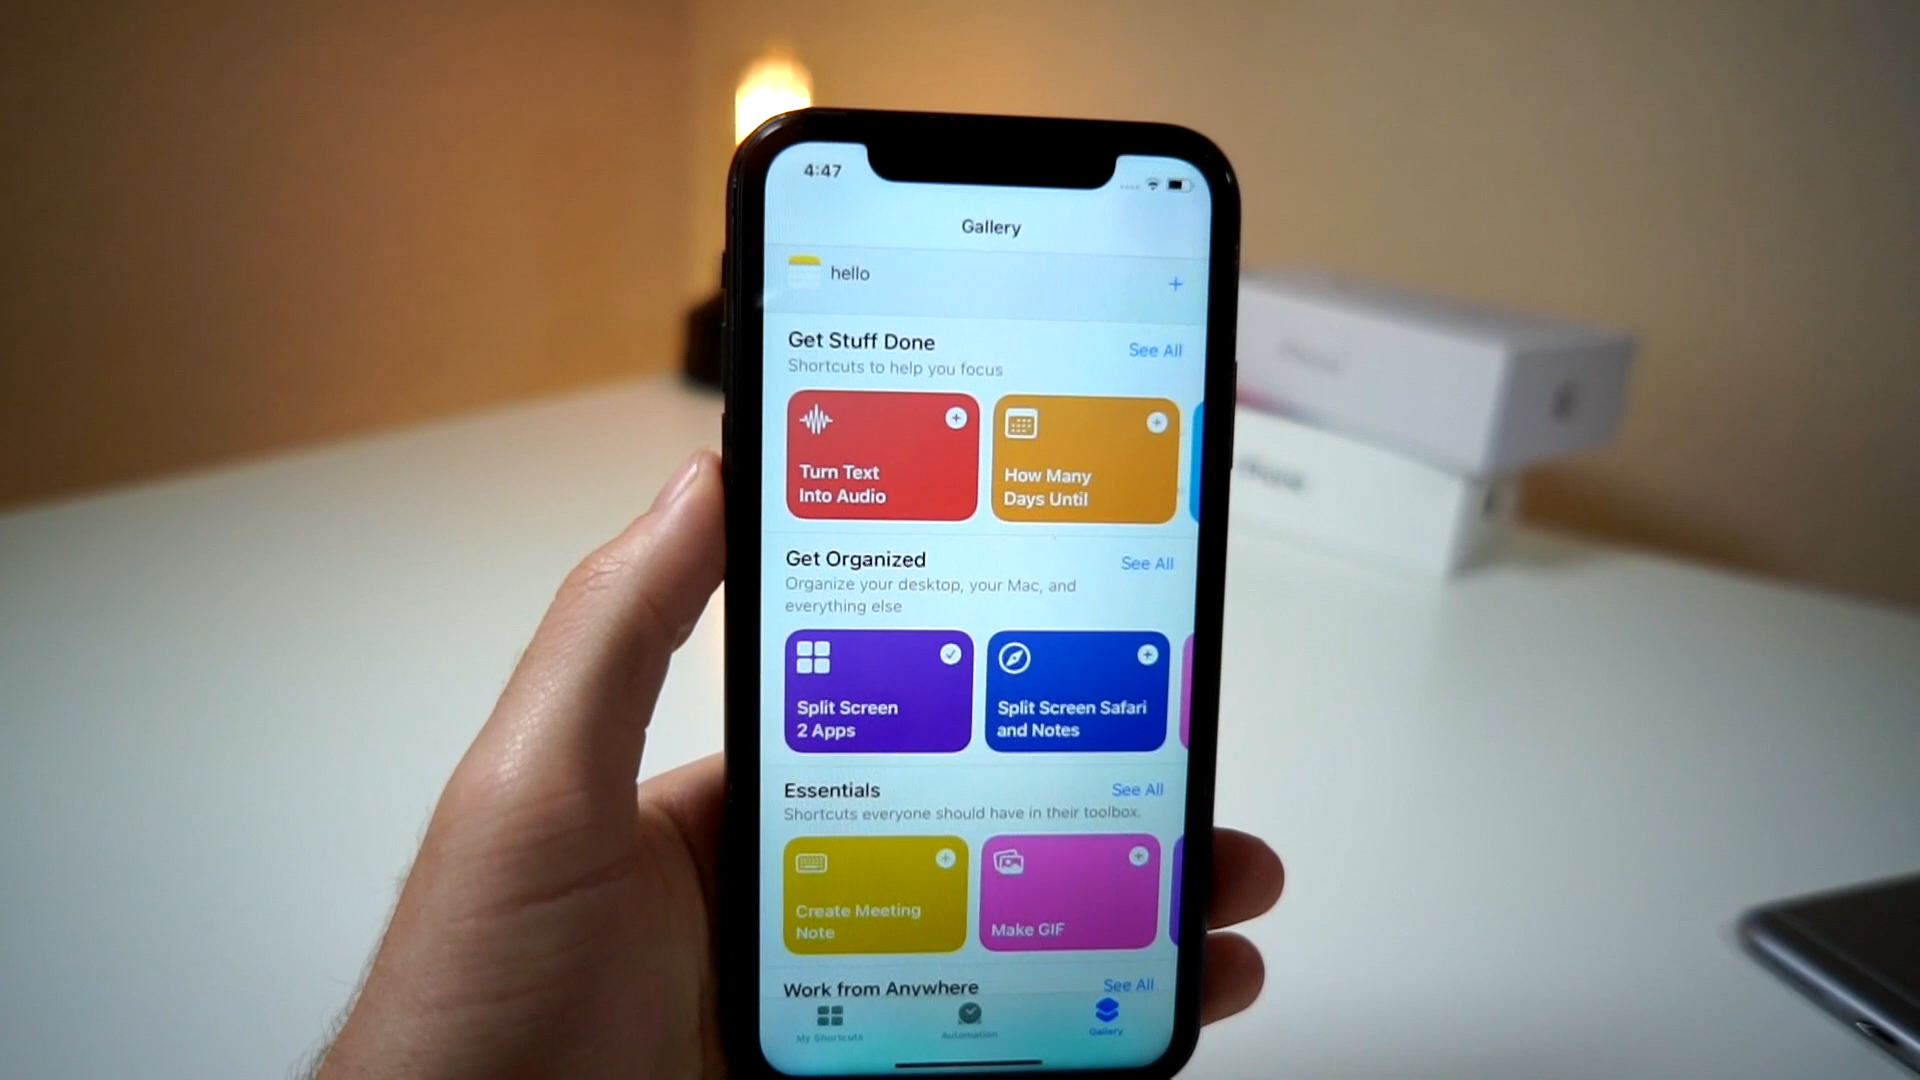 4:47
Gallery
hello
Get Stuff Done
See All
Shortcuts to help you focus
Turn Text
Into Audio
How Many
Days Until
Get Organized
See All
Organize your desktop, your Mac, and
everything else
Split Screen
2 Apps
Split Screen Safari
and Notes
Essentials
See All
Shortcuts everyone should have in their toolbox.
Create Meeting
Note
Make GIF
Work from Anywhere
See All
My Shortcuts
Automation
Gallery